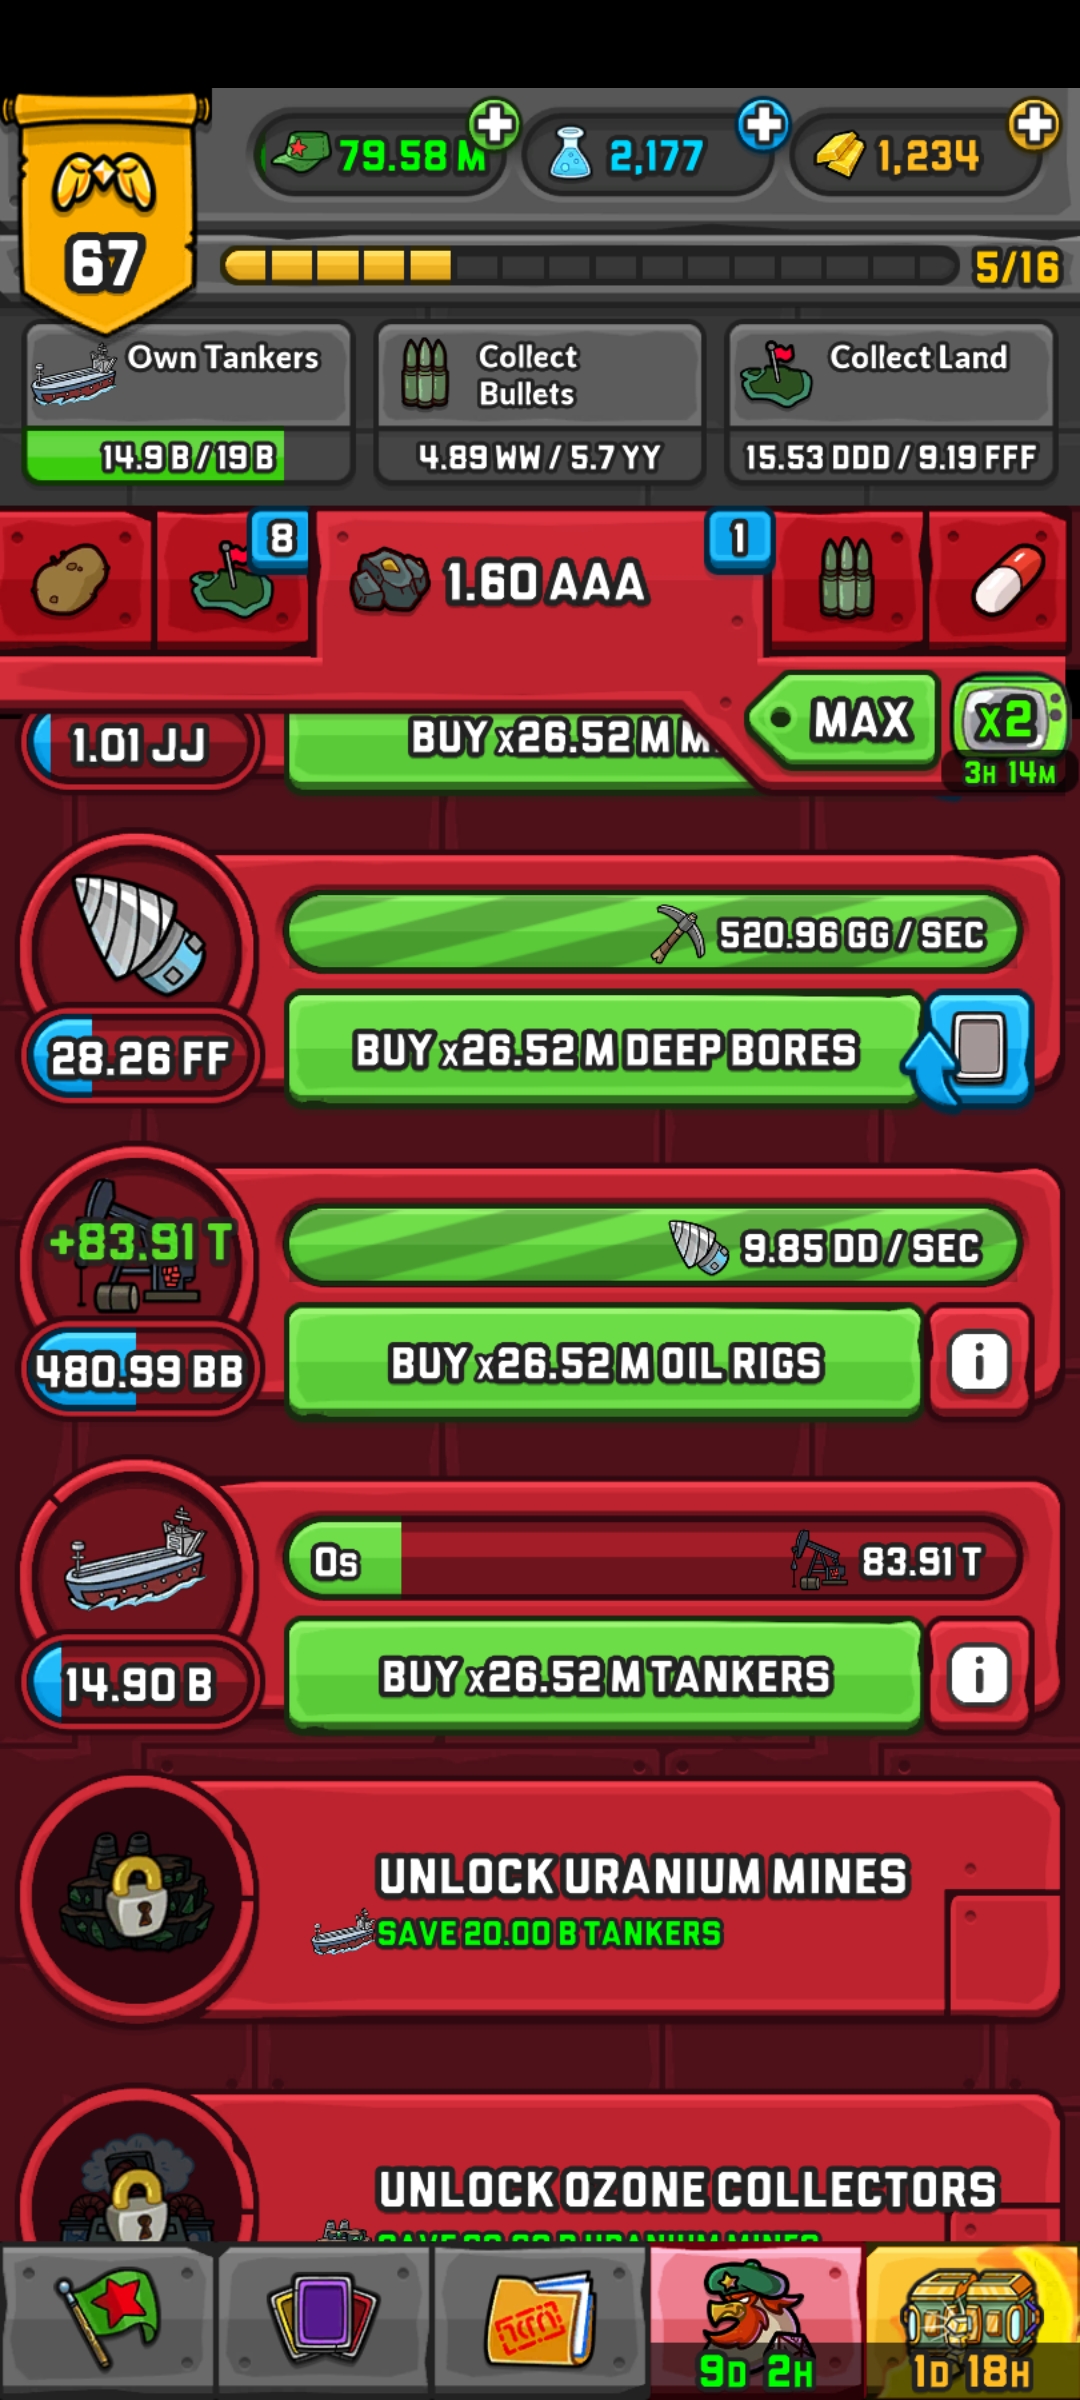 79.58 M
2,177
1,234
67
5/16
Own Tankers
14.9 B / 19 B
Collect
Bullets
4.89 WW / 5.7 YY
Collect Land
15.53 DDD / 9.19 FFF
8
1.60 AAA
1
MAX
x2
3H 14M
1.01 JJ
BUY x26.52 M M
520.96 GG / SEC
28.26 FF
BUY x26.52 M DEEP BORES
+83.91 T
9.85 DD / SEC
480.99 BB
BUY x26.52 M OIL RIGS
i
0s
83.91 T
14.90 B
BUY x26.52 M TANKERS
i
UNLOCK URANIUM MINES
SAVE 20.00 B TANKERS
UNLOCK OZONE COLLECTORS
9D 2H
1D 18H